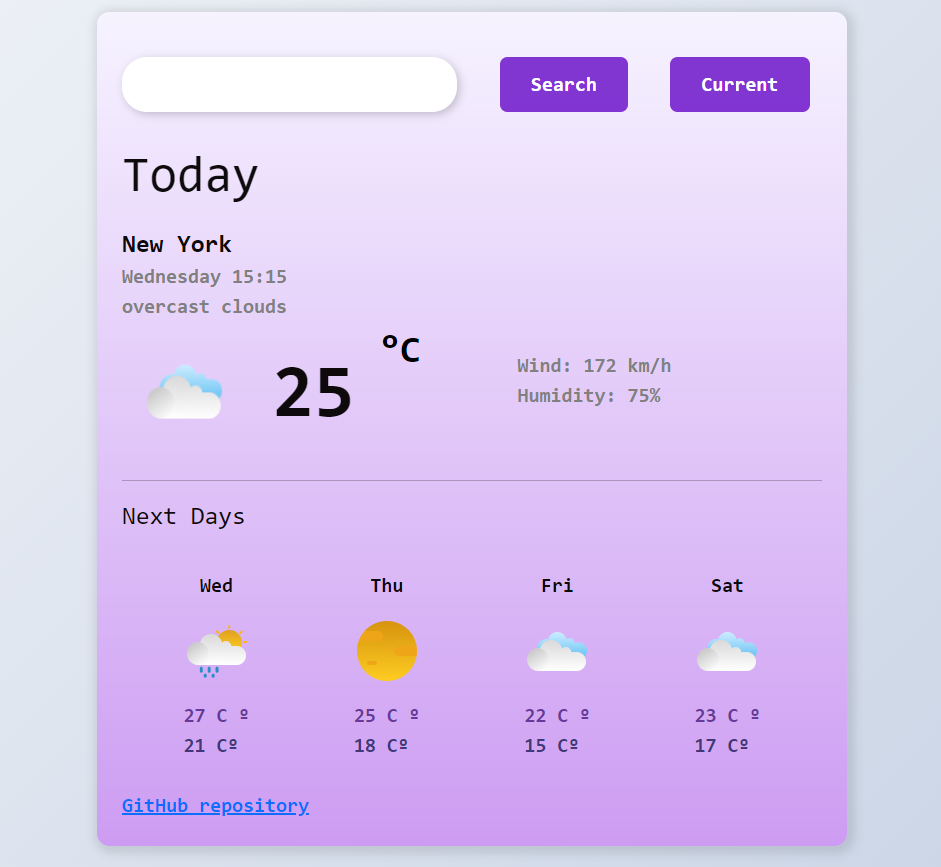 Search Current
Today
New York
Wednesday 15:15
overcast clouds
25 ºC
Wind: 172 km/h
Humidity: 75%
Next Days
Wed Thu Fri Sat
27 C º 25 C º 22 C º 23 C º
21 Cº 18 Cº 15 Cº 17 Cº
GitHub repository